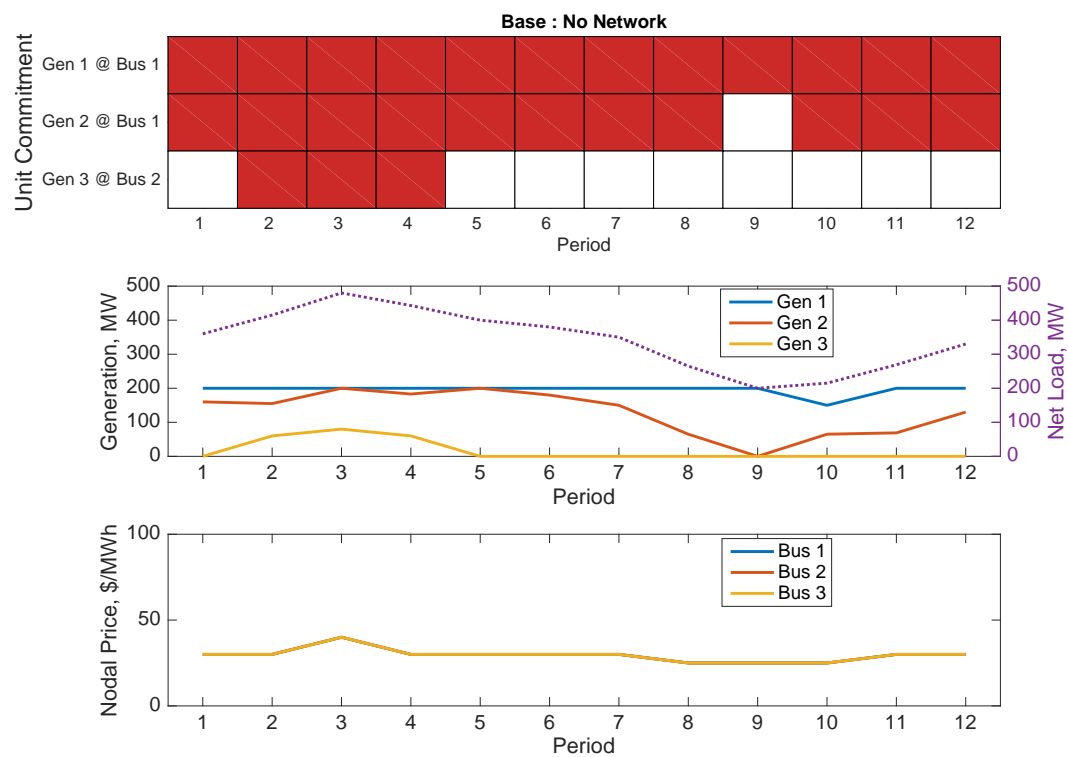 Base : No Network
Unit Commitment
Gen 1 @ Bus 1
Gen 2 @ Bus 1
Gen 3 @ Bus 2
1 2 3 4 5 6 7 8 9 10 11 12
Period
Generation, MW
500 500
400 400
300 300
200 200
100 100
0 0
Net Load, MW
Gen 1
Gen 2
Gen 3
1 2 3 4 5 6 7 8 9 10 11 12
Period
Nodal Price, $/MWh
100
50
0
Bus 1
Bus 2
Bus 3
1 2 3 4 5 6 7 8 9 10 11 12
Period